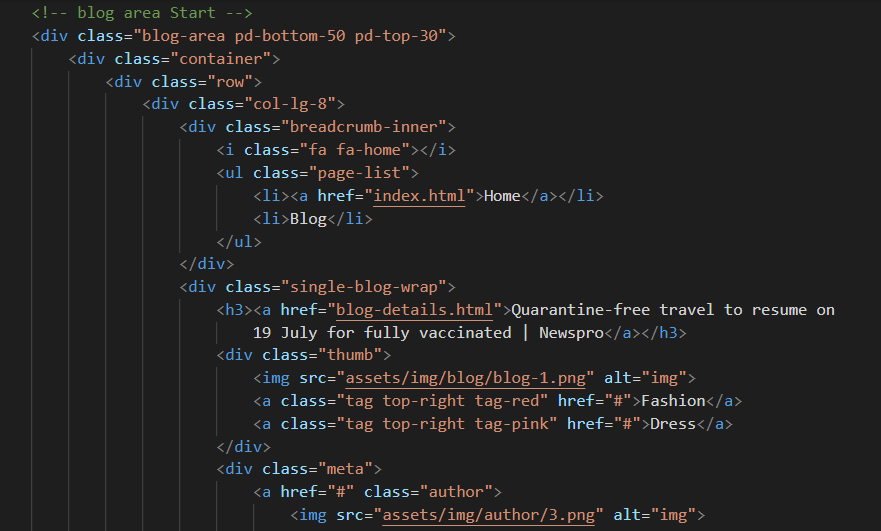 <!-- blog area Start -->
<div class="blog-area pd-bottom-50 pd-top-30">
<div class="container">
<div class="row">
<div class="col-lg-8">
<div class="breadcrumb-inner">
<i class="fa fa-home"></i>
<ul class="page-list">
<li><a href="index.html">Home</a></li>
<li>Blog</li>
</ul>
</div>
<div class="single-blog-wrap">
<h3><a href="blog-details.html">Quarantine-free travel to resume on
19 July for fully vaccinated | Newspro</a></h3>
<div class="thumb">
<img src="assets/img/blog/blog-1.png" alt="img">
<a class="tag top-right tag-red" href="#">Fashion</a>
<a class="tag top-right tag-pink" href="#">Dress</a>
</div>
<div class="meta">
<a href="#" class="author">
<img src="assets/img/author/3.png" alt="img">